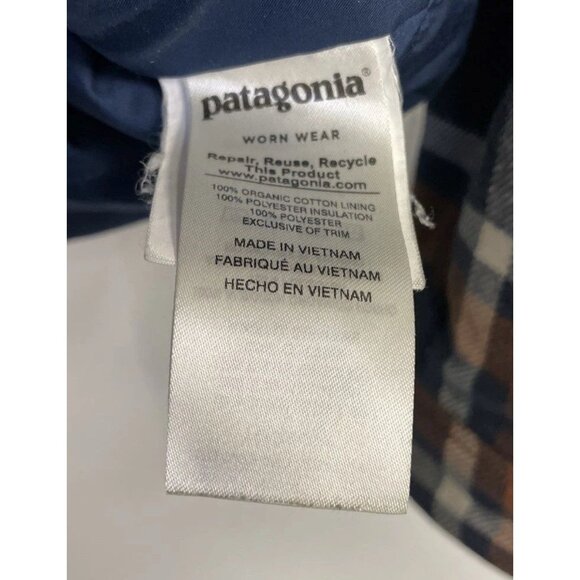 patagonia®
WORN WEAR
Repair, Reuse, Recycle
This Product
www.patagonia.com
100% ORGANIC COTTON LINING
100% POLYESTER INSULATION
100% POLYESTER
EXCLUSIVE OF TRIM
MADE IN VIETNAM
FABRIQUÉ AU VIETNAM
HECHO EN VIETNAM